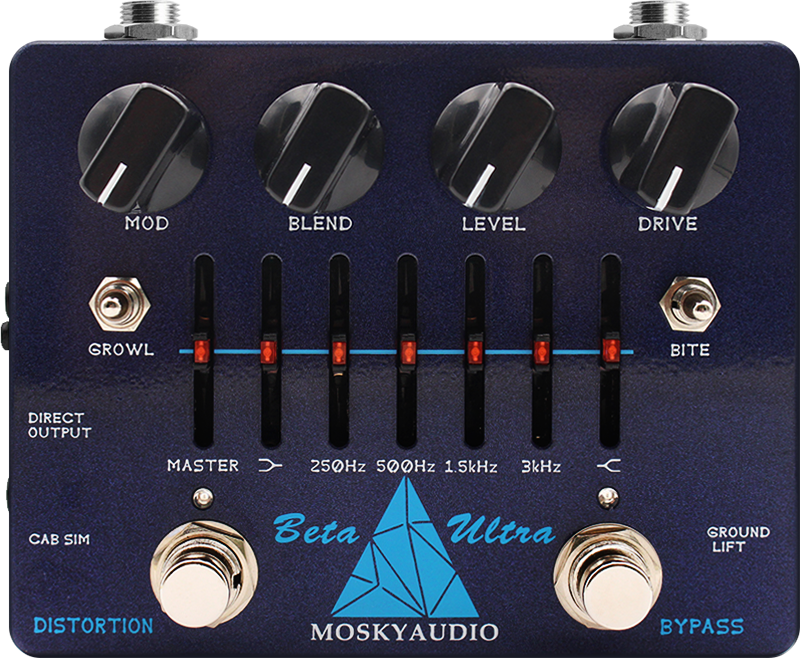 MOD BLEND LEVEL DRIVE
GROWL BITE
DIRECT
OUTPUT
MASTER 250Hz 500Hz 1.5kHz 3kHz
Beta Ultra
CAB SIM
GROUND
LIFT
DISTORTION BYPASS
MOSKYAUDIO